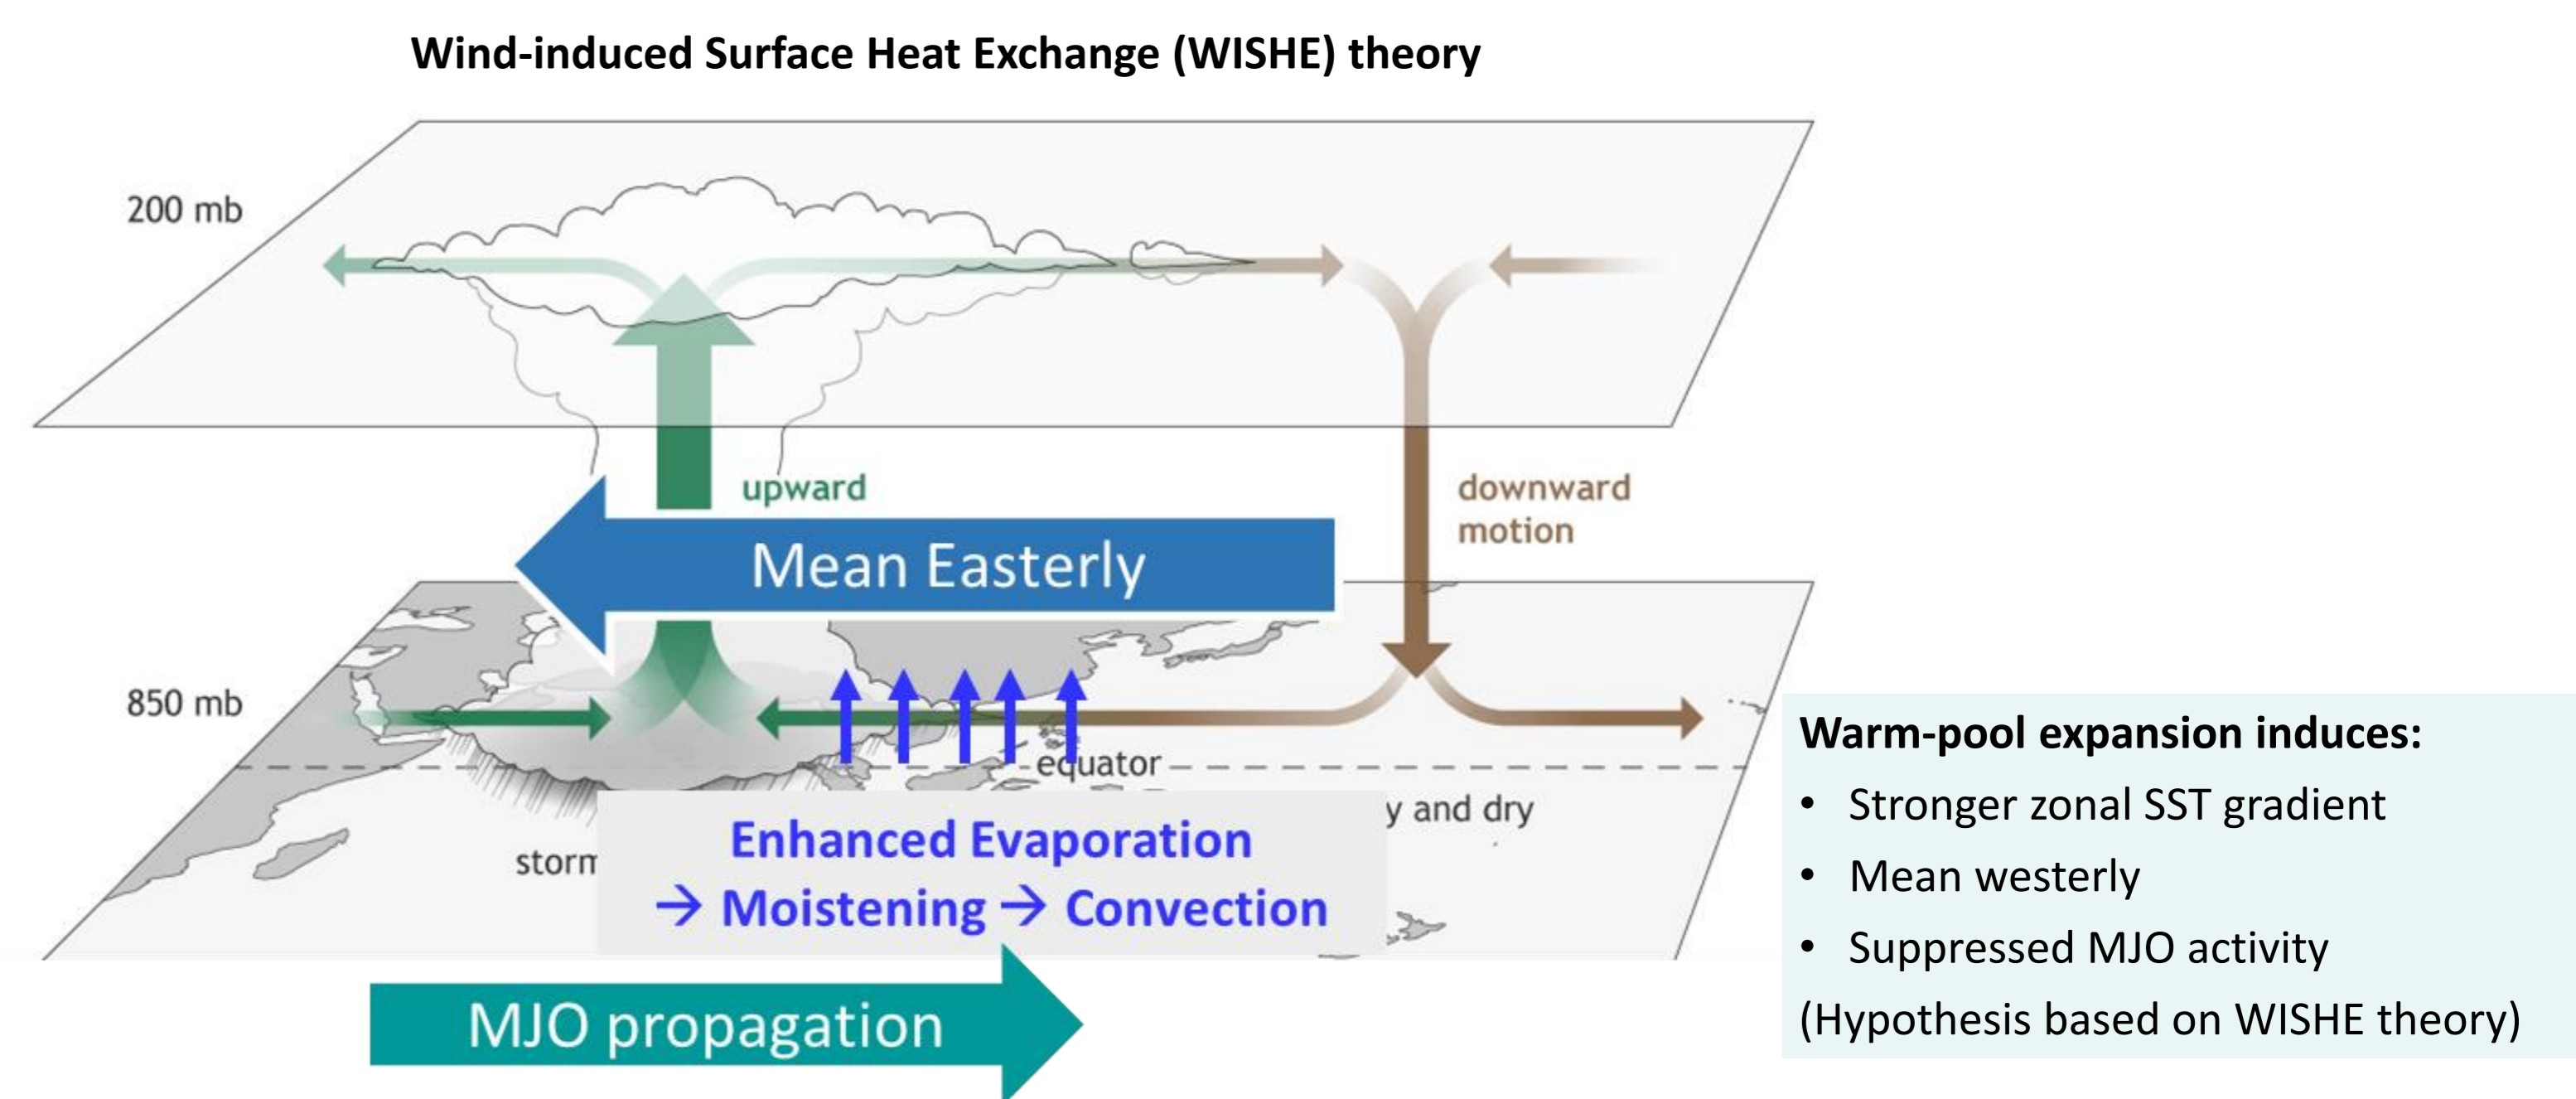 Wind-induced Surface Heat Exchange (WISHE) theory
200 mb
upward
downward
motion
Mean Easterly
850 mb
equator
y and dry
storm
Enhanced Evaporation
→ Moistening → Convection
MJO propagation
Warm-pool expansion induces:
• Stronger zonal SST gradient
• Mean westerly
• Suppressed MJO activity
(Hypothesis based on WISHE theory)